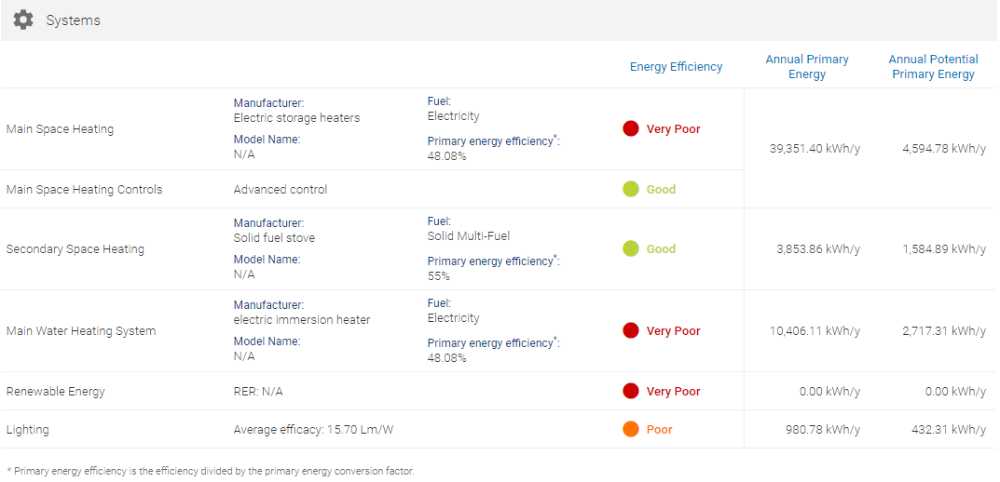 Systems
Energy Efficiency
Annual Primary
Energy
Annual Potential
Primary Energy
Main Space Heating
Manufacturer:
Electric storage heaters
Model Name:
N/A
Fuel:
Electricity
Primary energy efficiency*:
48.08%
Very Poor
39,351.40 kWh/y
4,594.78 kWh/y
Main Space Heating Controls
Advanced control
Good
Secondary Space Heating
Manufacturer:
Solid fuel stove
Model Name:
N/A
Fuel:
Solid Multi-Fuel
Primary energy efficiency*:
55%
Good
3,853.86 kWh/y
1,584.89 kWh/y
Main Water Heating System
Manufacturer:
electric immersion heater
Model Name:
N/A
Fuel:
Electricity
Primary energy efficiency*:
48.08%
Very Poor
10,406.11 kWh/y
2,717.31 kWh/y
Renewable Energy
RER: N/A
Very Poor
0.00 kWh/y
0.00 kWh/y
Lighting
Average efficacy: 15.70 Lm/W
Poor
980.78 kWh/y
432.31 kWh/y
* Primary energy efficiency is the efficiency divided by the primary energy conversion factor.